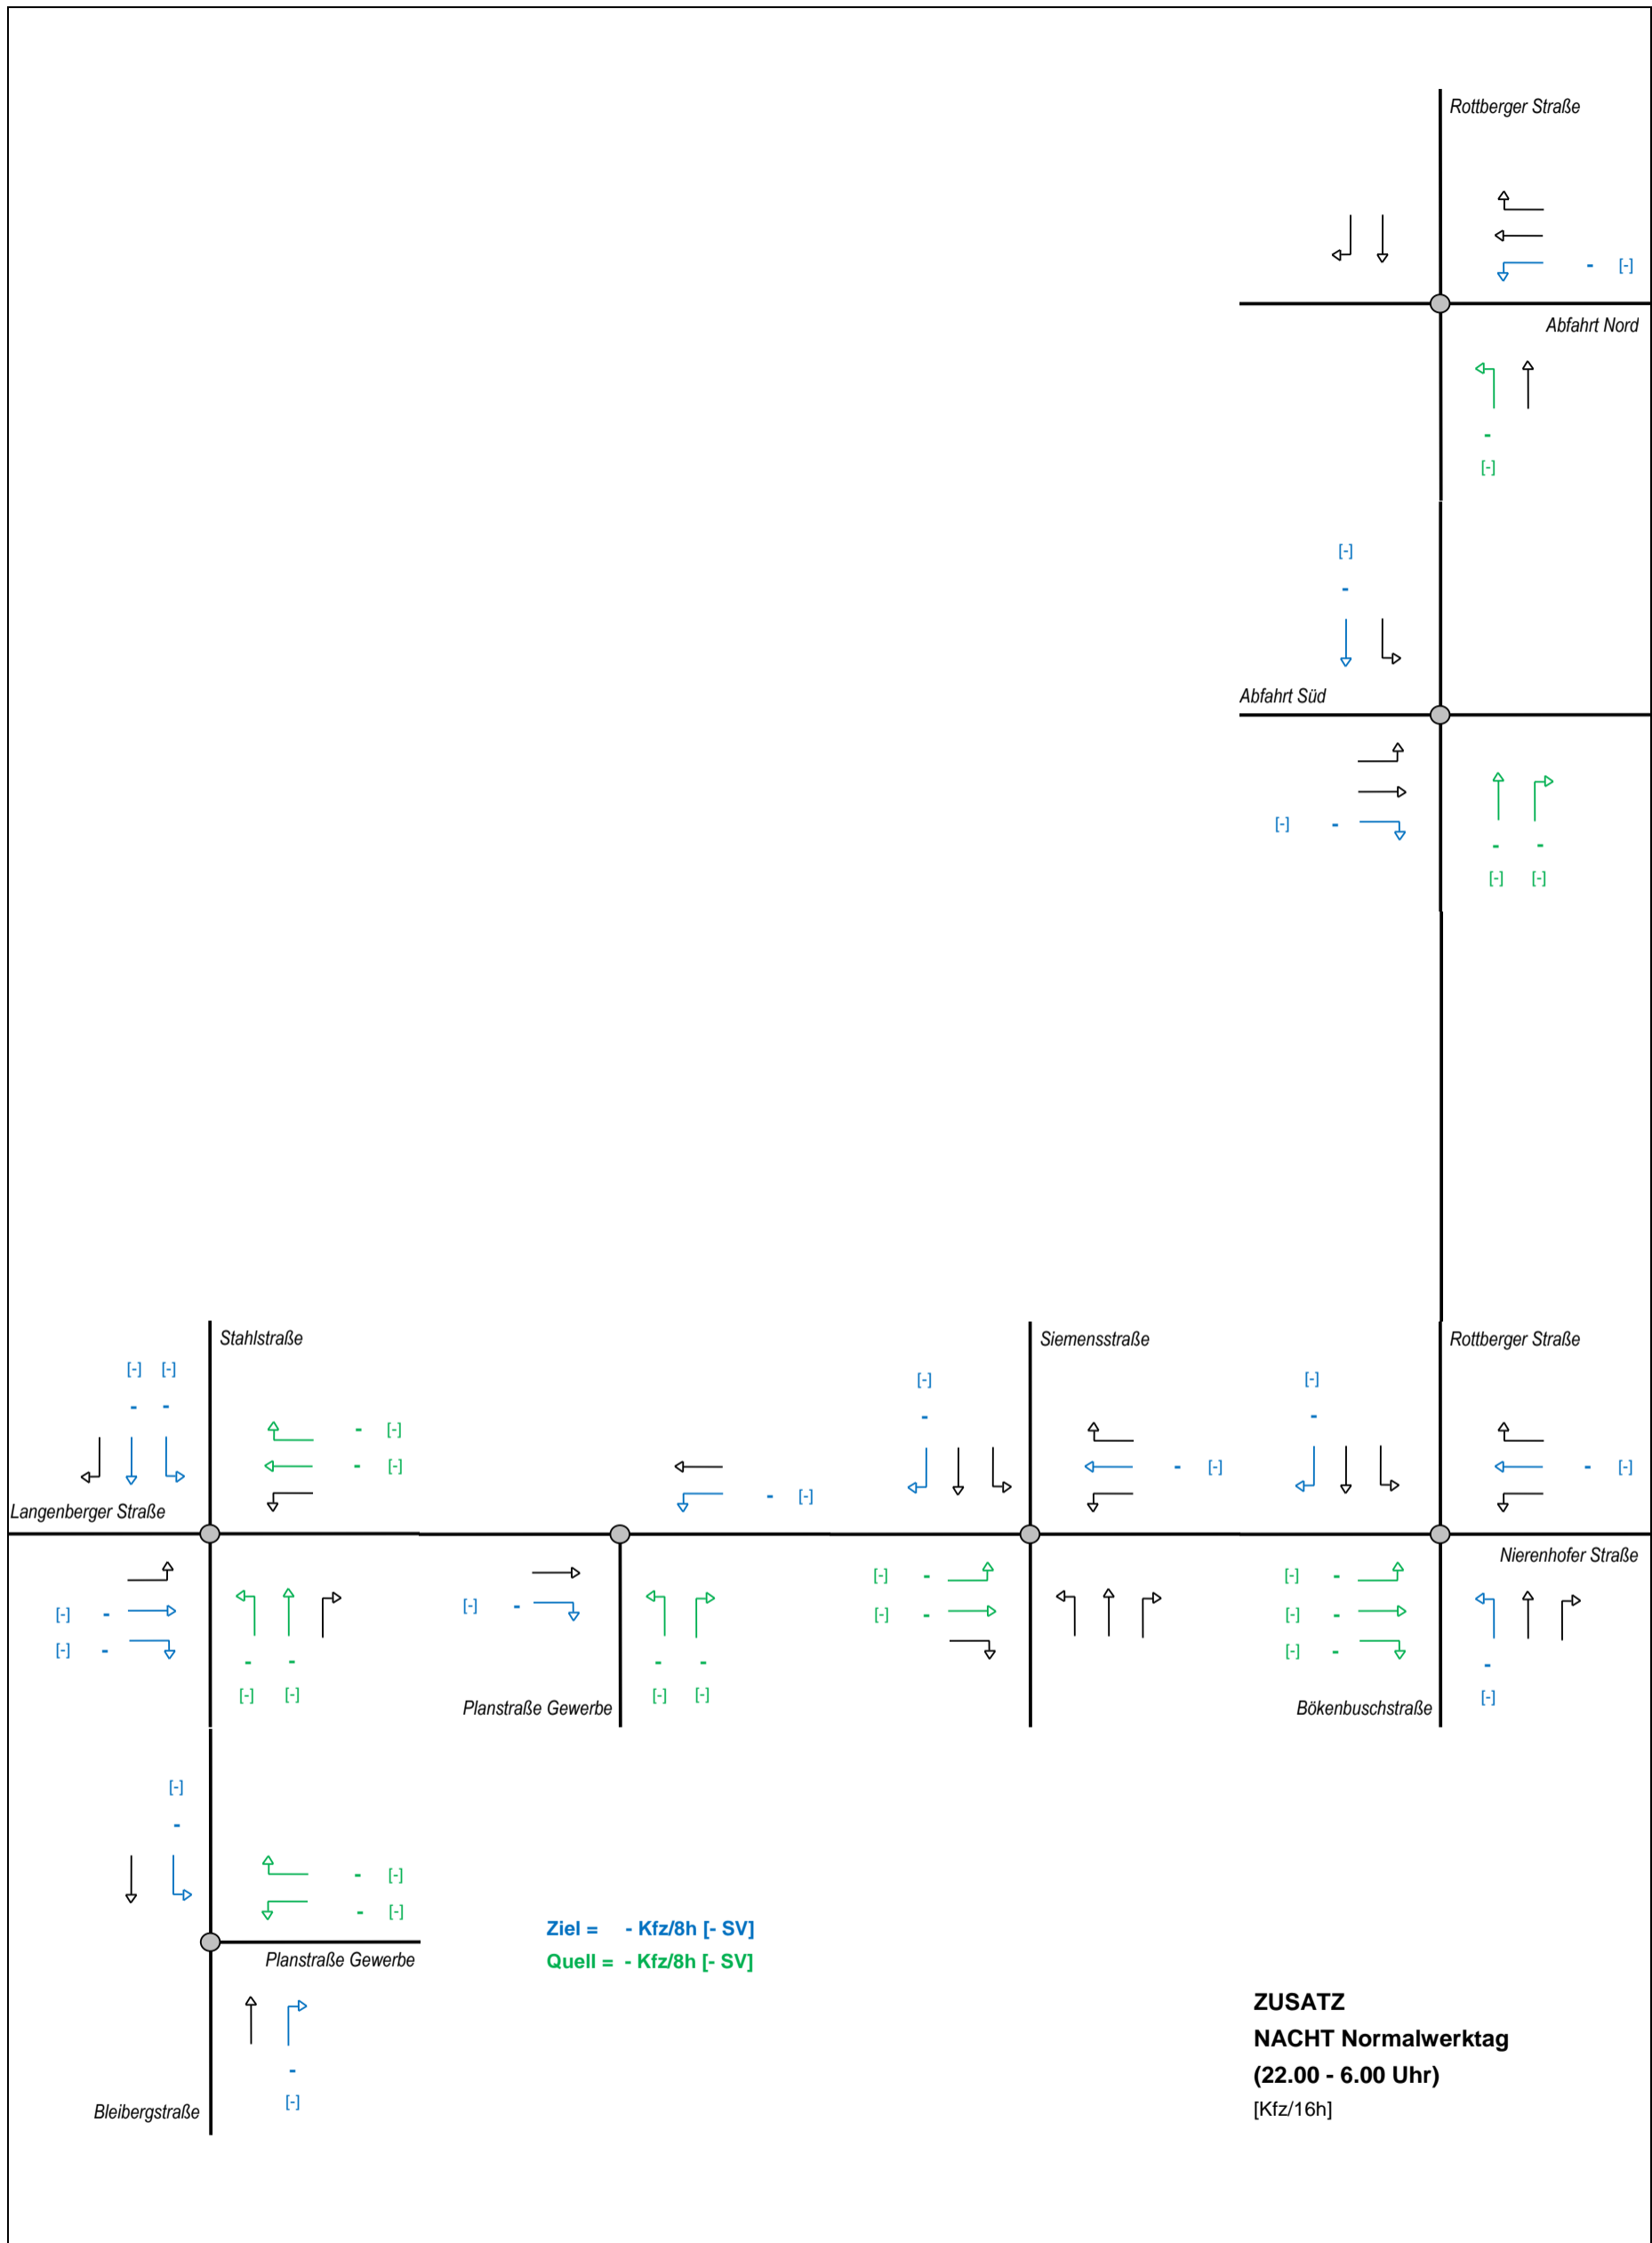 Rottberger Straße
- [-]
Abfahrt Nord
-
[-]
[-]
-
Abfahrt Süd
[-] -
- -
[-] [-]
Stahlstraße
Siemensstraße
Rottberger Straße
[-] [-]
- -
[-]
-
[-]
-
- [-]
- [-]
- [-]
- [-]
- [-]
Langenberger Straße
Nierenhofer Straße
[-] -
[-] -
- -
[-] [-]
[-] -
- -
[-] [-]
[-] -
[-] -
[-] -
[-] -
[-] -
-
[-]
Planstraße Gewerbe
Bökenbuschstraße
[-]
-
- [-]
- [-]
Planstraße Gewerbe
Ziel = - Kfz/8h [- SV]
Quell = - Kfz/8h [- SV]
-
[-]
Bleibergstraße
ZUSATZ
NACHT Normalwerktag
(22.00 - 6.00 Uhr)
[Kfz/16h]